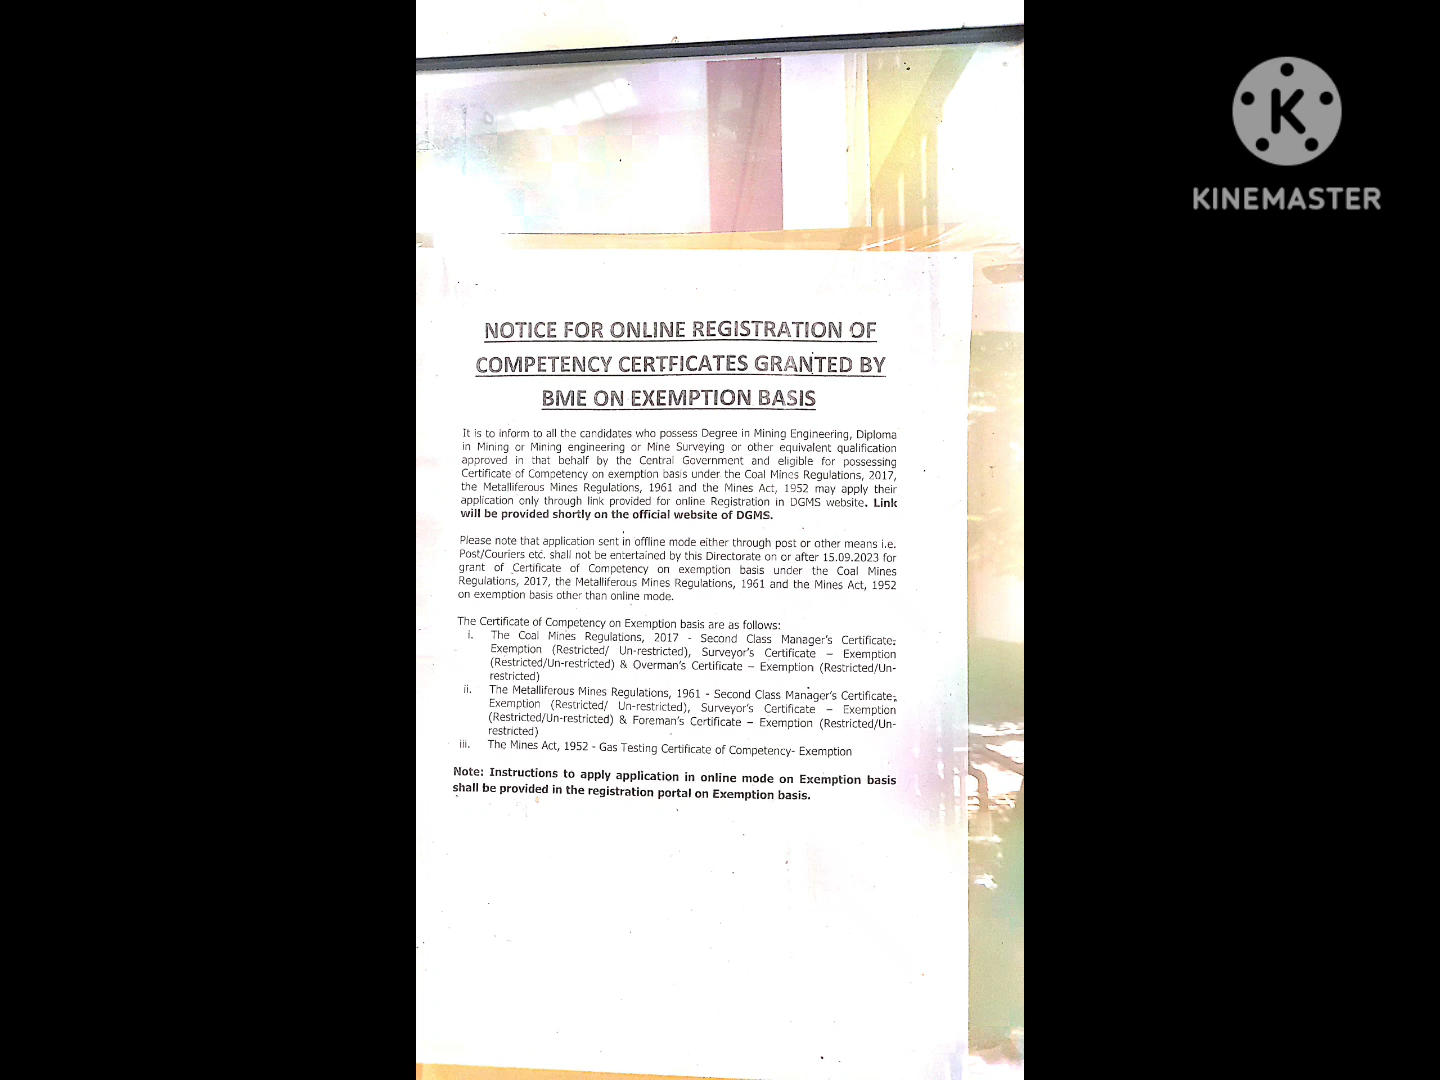 KINEMASTER
NOTICE FOR ONLINE REGISTRATION OF
COMPETENCY CERTFICATES GRANTED BY
BME ON EXEMPTION BASIS
It is to inform to all the candidates who possess Degree in Mining Engineering, Diploma
in Mining or Mining engineering or Mine Surveying or other equivalent qualification
approved in that behalf by the Central Government and eligible for possessing
Certificate of Competency on exemption basis under the Coal Mines Regulations, 2017,
the Metalliferous Mines Regulations, 1961 and the Mines Act, 1952 may apply their
application only through link provided for online Registration in DGMS website. Link
will be provided shortly on the official website of DGMS.
Please note that application sent in offline mode either through post or other means i.e.
Post/Couriers etc. shall not be entertained by this Directorate on or after 15.09.2023 for
grant of Certificate of Competency on exemption basis under the Coal Mines
Regulations, 2017, the Metalliferous Mines Regulations, 1961 and the Mines Act, 1952
on exemption basis other than online mode.
The Certificate of Competency on Exemption basis are as follows:
i. The Coal Mines Regulations, 2017 - Second Class Manager's Certificate-
Exemption (Restricted/ Un-restricted), Surveyor's Certificate – Exemption
(Restricted/Un-restricted) & Overman's Certificate – Exemption (Restricted/Un-
restricted)
ii. The Metalliferous Mines Regulations, 1961 - Second Class Manager's Certificate-
Exemption (Restricted/ Un-restricted), Surveyor's Certificate – Exemption
(Restricted/Un-restricted) & Foreman's Certificate – Exemption (Restricted/Un-
restricted)
iii. The Mines Act, 1952 - Gas Testing Certificate of Competency- Exemption
Note: Instructions to apply application in online mode on Exemption basis
shall be provided in the registration portal on Exemption basis.